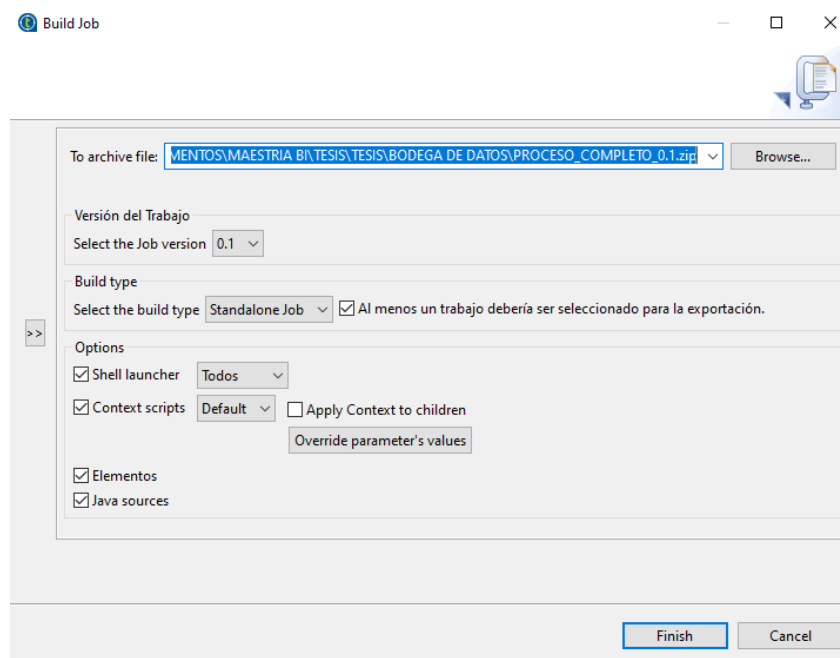 Build Job
To archive file: MENTOS\MAESTRIA BI\TESIS\TESIS\BODEGA DE DATOS\PROCESO_COMPLETO_0.1.zip Browse...
Versión del Trabajo
Select the Job version 0.1
Build type
Select the build type Standalone Job Al menos un trabajo debería ser seleccionado para la exportación.
>>
Options
Shell launcher Todos
Context scripts Default Apply Context to children
Override parameter's values
Elementos
Java sources
Finish Cancel